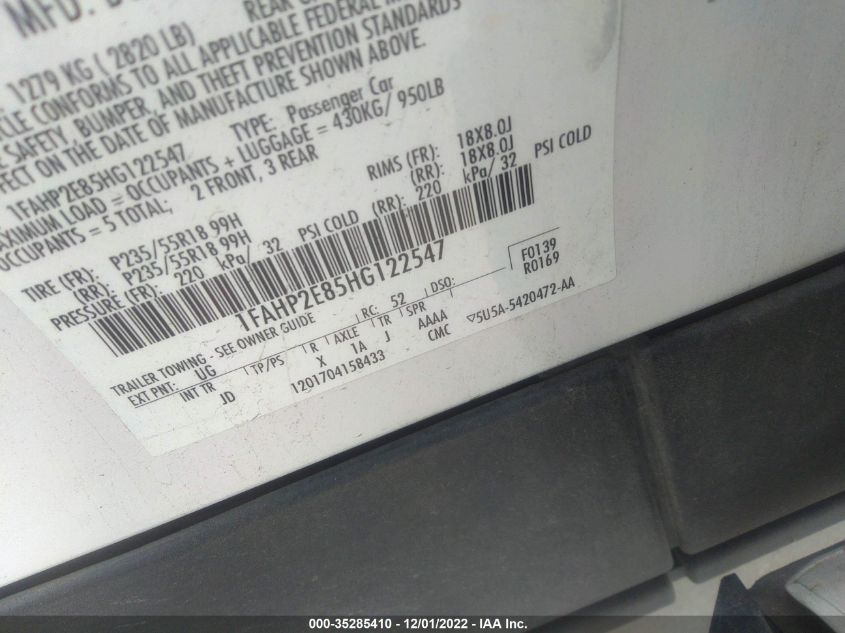 MFD.
REAR
1279 KG ( 2820 LB)
CONFORMS TO ALL APPLICABLE FEDERAL
SAFETY, BUMPER, AND THEFT PREVENTION STANDARDS
ON THE DATE OF MANUFACTURE SHOWN ABOVE.
1FAHP2E85HG122547 TYPE: Passenger Car
MAXIMUM LOAD = OCCUPANTS + LUGGAGE = 430KG/ 950LB
OCCUPANTS = 5 TOTAL; 2 FRONT, 3 REAR
TIRE (FR): P235/55R18 99H RIMS (FR): 18X8.0J
(RR): P235/55R18 99H (RR): 18X8.0J
PRESSURE (FR): 220 kPa/ 32 PSI COLD (RR): 220 kPa/ 32 PSI COLD
1FAHP2E85HG122547
F0139
R0169
TRAILER TOWING - SEE OWNER GUIDE RC: 52 DSO:
EXT PNT: UG TP/PS R AXLE TR SPR
INT TR X 1A J AAAA
JD 1201704158433 CMC ▽5U5A-5420472-AA
000-35285410 - 12/01/2022 - IAA Inc.